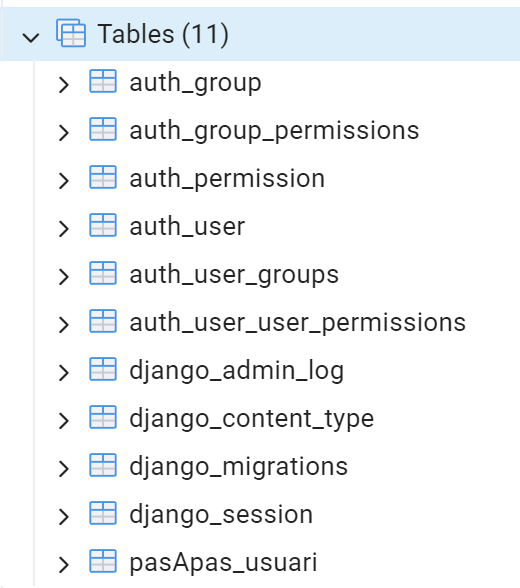 Tables (11)
auth_group
auth_group_permissions
auth_permission
auth_user
auth_user_groups
auth_user_user_permissions
django_admin_log
django_content_type
django_migrations
django_session
pasApas_usuari